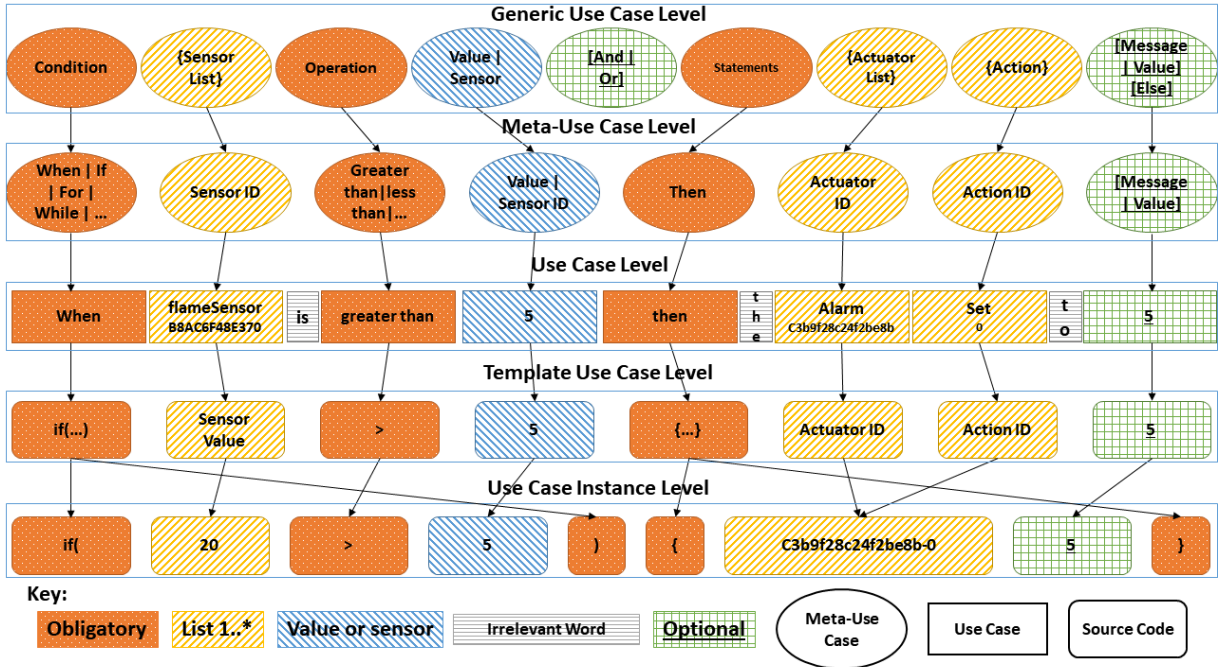 Generic Use Case Level
Condition
{Sensor
List}
Operation
Value |
Sensor
[And |
Or]
Statements
{Actuator
List}
{Action}
[Message
| Value]
[Else]
Meta-Use Case Level
When | If
| For |
While | ...
Sensor ID
Greater
than|less
than|...
Value |
Sensor ID
Then
Actuator
ID
Action ID
[Message
| Value]
Use Case Level
When
flameSensor
B8AC6F48E370
is
greater than
5
then
t
h
e
Alarm
C3b9f28c24f2be8b
Set
0
t
o
5
Template Use Case Level
if(...)
Sensor
Value
>
5
{...}
Actuator ID
Action ID
5
Use Case Instance Level
if(
20
>
5
)
{
C3b9f28c24f2be8b-0
5
}
Key:
Obligatory
List 1..*
Value or sensor
Irrelevant Word
Optional
Meta-Use
Case
Use Case
Source Code